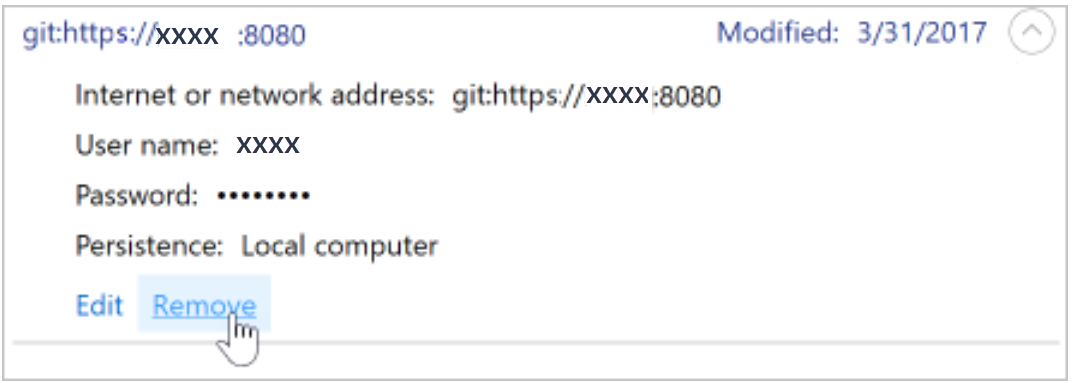 git:https://xxxx :8080 Modified: 3/31/2017
Internet or network address: git:https://xxxx:8080
User name: xxxx
Password: ••••••••
Persistence: Local computer
Edit Remove